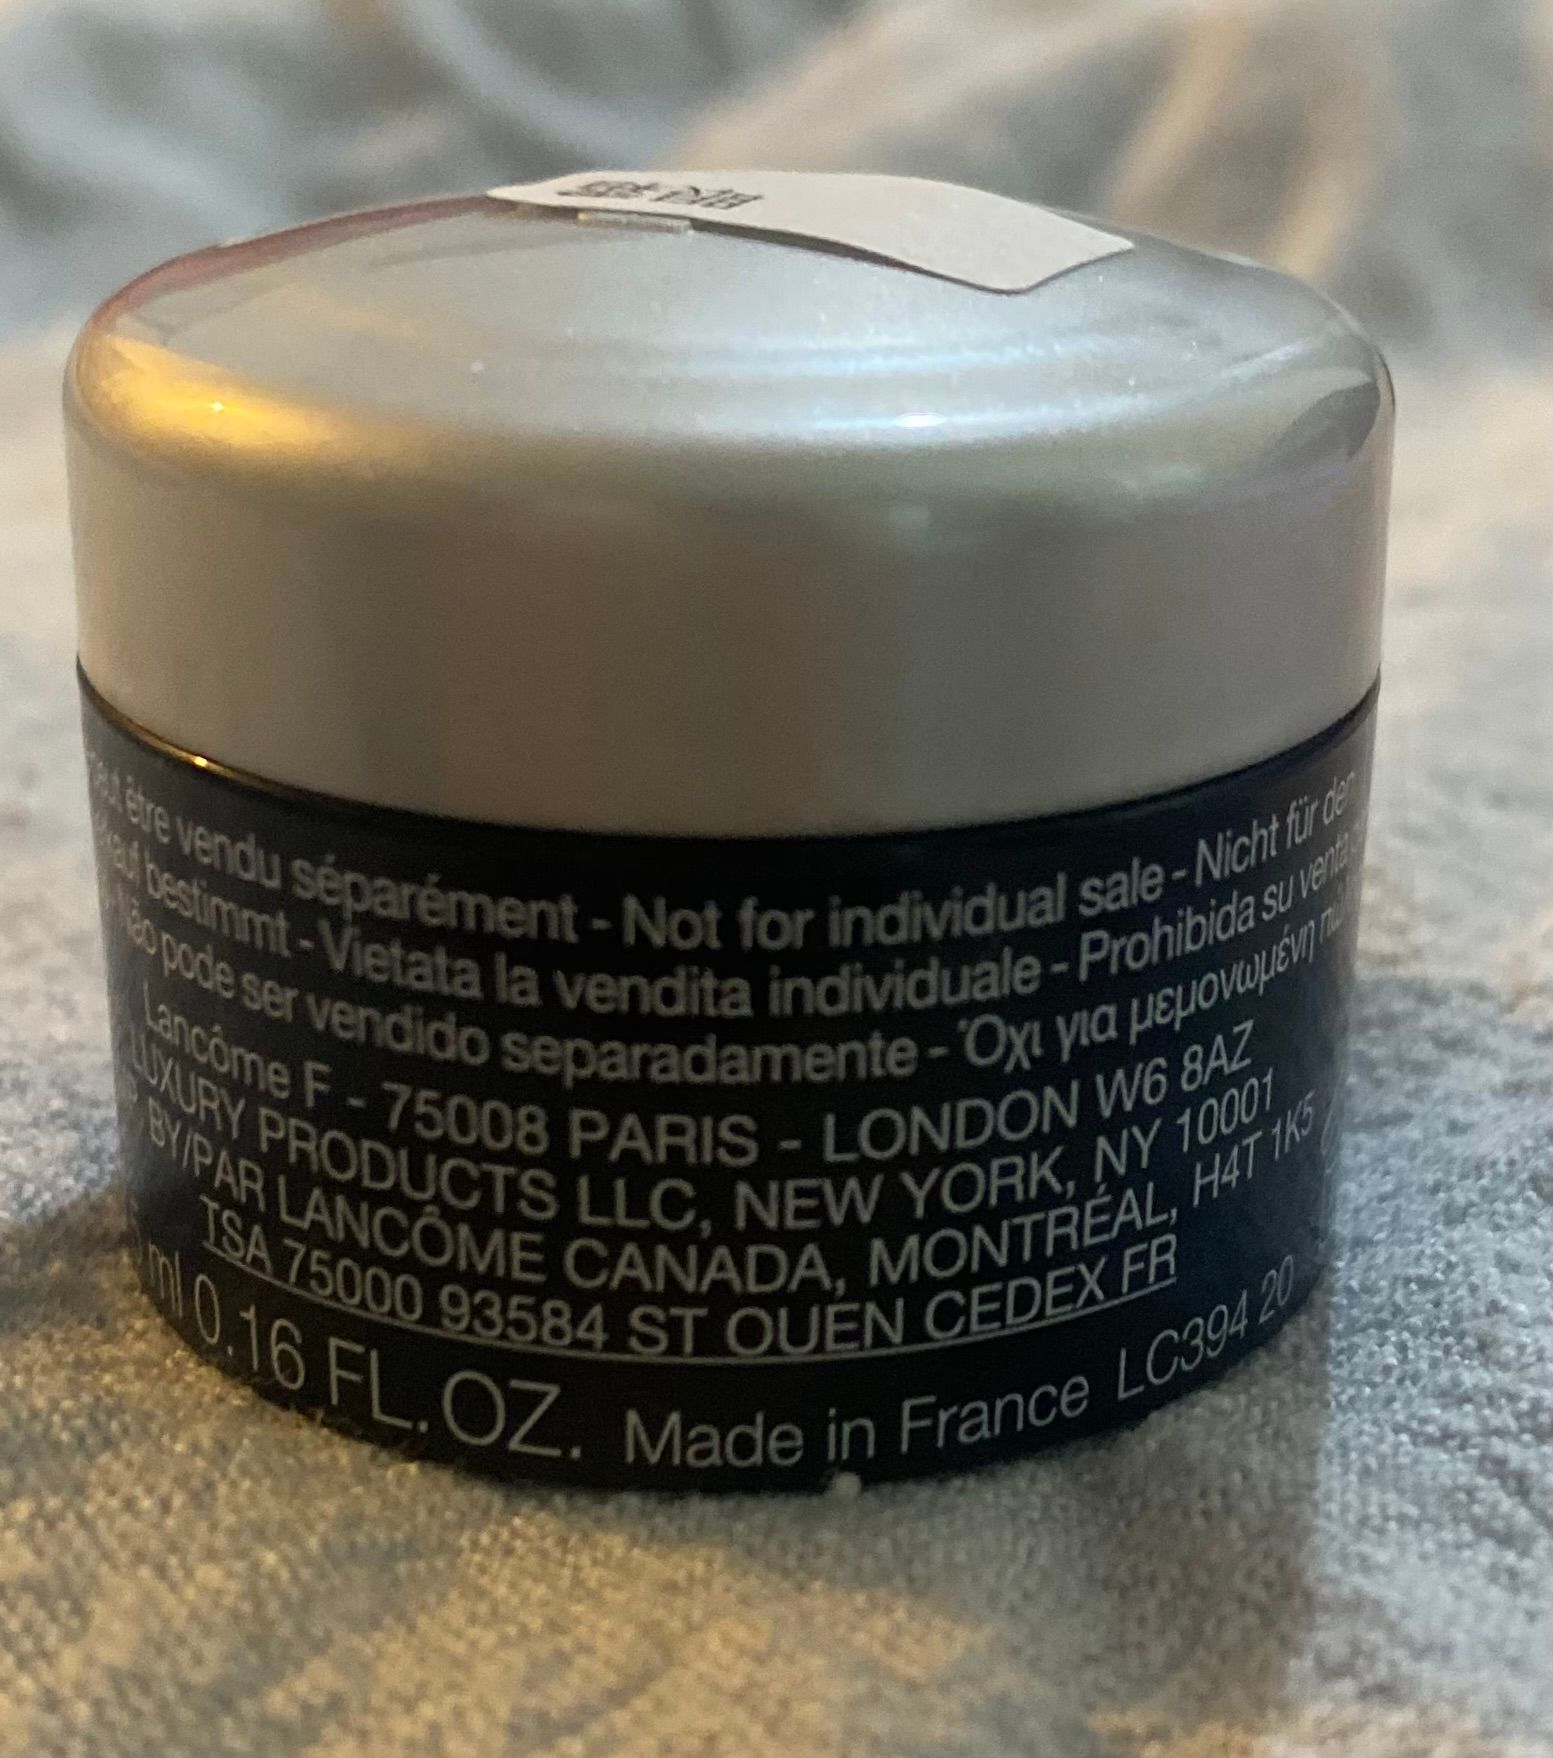 être vendu séparément - Not for individual sale - Nicht für den
bestimmt - Vietata la vendita individuale - Prohibida su venta
Não pode ser vendido separadamente - Όχι για μεμονωμένη
Lancôme F - 75008 PARIS - LONDON W6 8AZ
LUXURY PRODUCTS LLC, NEW YORK, NY 10001
BY/PAR LANCÔME CANADA, MONTRÉAL, H4T 1K5
TSA 75000 93584 ST OUEN CEDEX FR
ml 0.16 FL. OZ. Made in France LC394 20